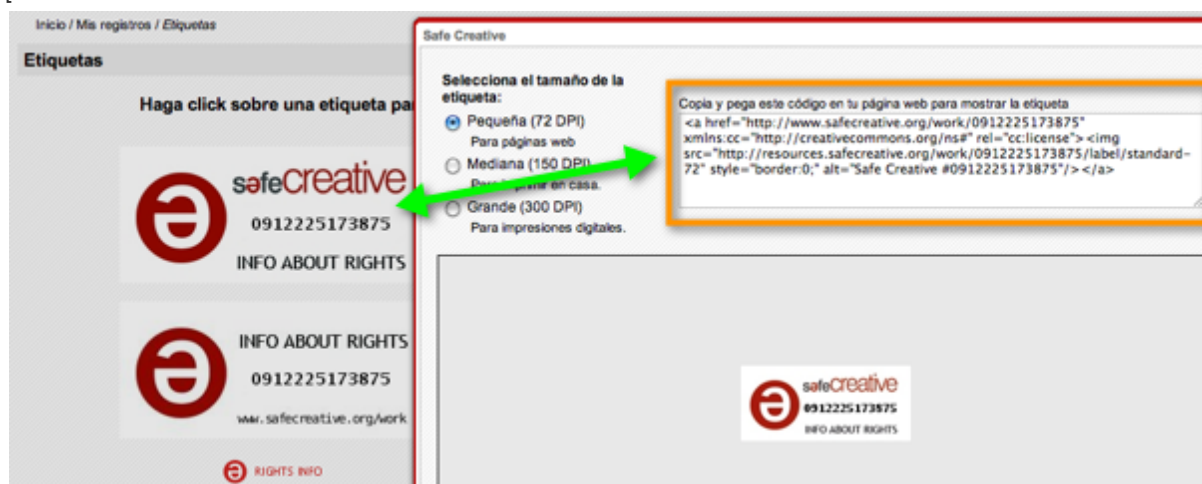 Inicio / Mis registros / Etiquetas
Etiquetas
Haga click sobre una etiqueta pa
safecreative
0912225173875
INFO ABOUT RIGHTS
INFO ABOUT RIGHTS
0912225173875
www.safecreative.org/work
RIGHTS INFO
Safe Creative
Selecciona el tamaño de la
etiqueta:
Pequeña (72 DPI)
Para páginas web
Mediana (150 DPI)
Para imprimir en casa.
Grande (300 DPI)
Para impresiones digitales.
Copia y pega este código en tu página web para mostrar la etiqueta
<a href="http://www.safecreative.org/work/0912225173875"
xmlns:cc="http://creativecommons.org/ns#" rel="cc:license"><img
src="http://resources.safecreative.org/work/0912225173875/label/standard-
72" style="border:0;" alt="Safe Creative #0912225173875"/></a>
safecreative
0912225173875
INFO ABOUT RIGHTS